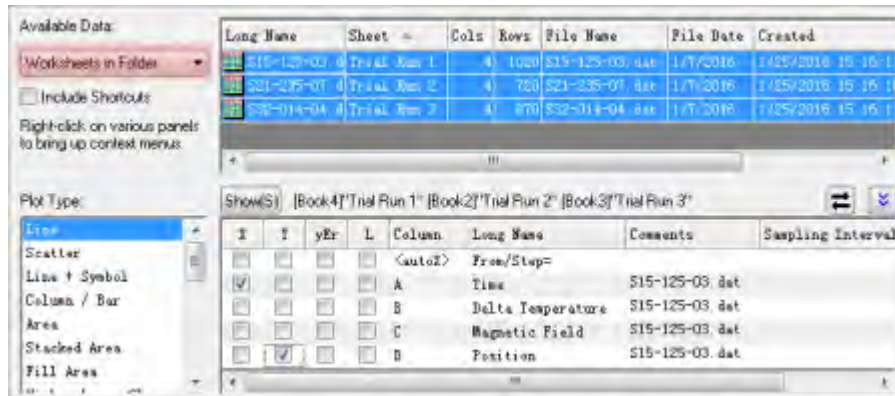 Available Data:
Worksheets in Folder
Include Shortcuts
Right-click on various panels
to bring up context menus
Long Name Sheet Cols Rows File Name File Date Created
S15-125-03. d Trial Run 1 4 1020 S15-125-03. dat 1/7/2016 1/25/2016 15 16 1
S21-235-07. d Trial Run 2 4 720 S21-235-07. dat 1/7/2016 1/25/2016 15 16 1
S32-014-04. d Trial Run 3 4 870 S32-014-04. dat 1/7/2016 1/25/2016 15 16 1
Plot Type:
Line
Scatter
Line + Symbol
Column / Bar
Area
Stacked Area
Fill Area
Show(S) [Book4]"Trial Run 1" [Book2]"Trial Run 2" [Book3]"Trial Run 3"
X Y yEr L Column Long Name Comments Sampling Interval
<autoX> From/Step=
A Time S15-125-03. dat
B Delta Temperature S15-125-03. dat
C Magnetic Field S15-125-03. dat
D Position S15-125-03. dat